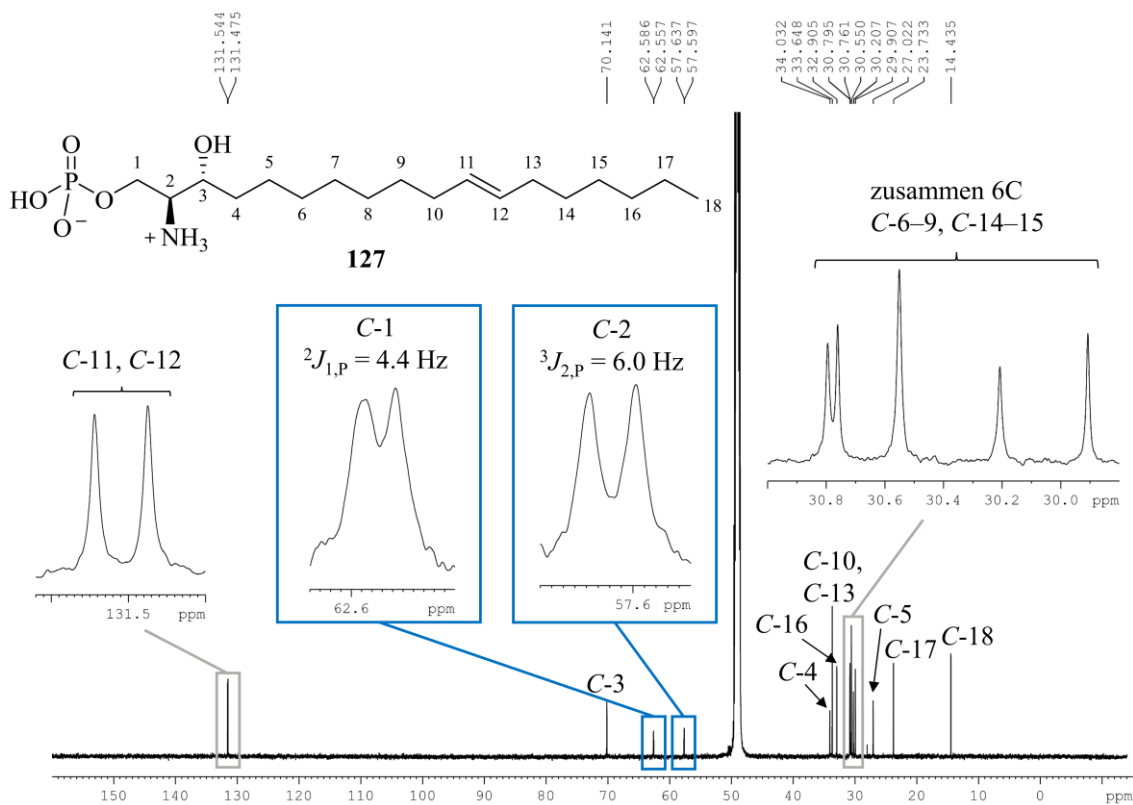 131.544
131.475
70.141
62.586
62.557
57.637
57.597
34.032
33.648
32.905
30.795
30.761
30.550
30.207
29.907
27.022
23.733
14.435
O
HO
P
O
O⁻
OH
+ NH₃
1
2
3
4
5
6
7
8
9
10
11
12
13
14
15
16
17
18
127
zusammen 6C
C-6–9, C-14–15
C-11, C-12
C-1
²J₁,P = 4.4 Hz
C-2
³J₂,P = 6.0 Hz
131.5 ppm
62.6 ppm
57.6 ppm
30.8 30.6 30.4 30.2 30.0 ppm
C-3
C-4
C-16
C-10,
C-13
C-5
C-17
C-18
150 140 130 120 110 100 90 80 70 60 50 40 30 20 10 0 ppm